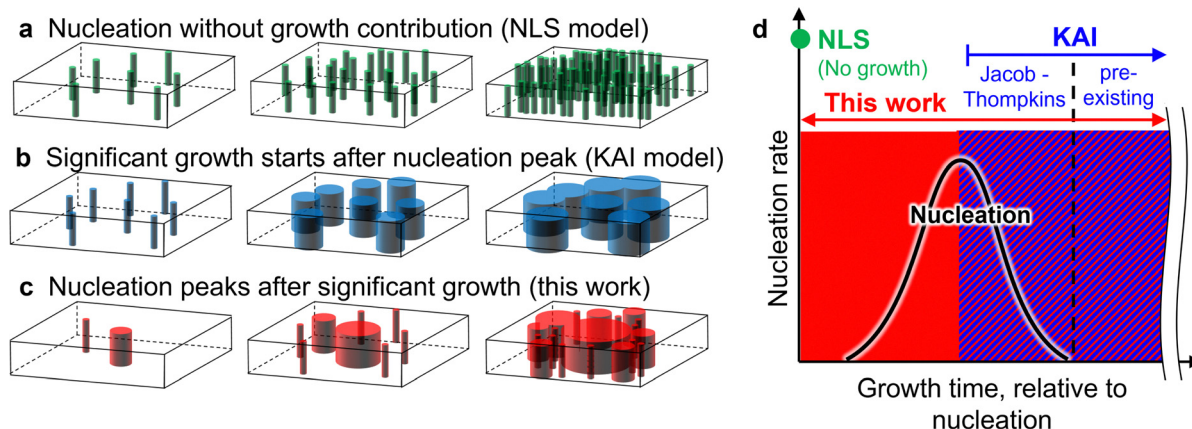 a Nucleation without growth contribution (NLS model)
b Significant growth starts after nucleation peak (KAI model)
c Nucleation peaks after significant growth (this work)
d
NLS
(No growth)
KAI
Jacob -
Thompkins
pre-
existing
This work
Nucleation
Nucleation rate
Growth time, relative to
nucleation